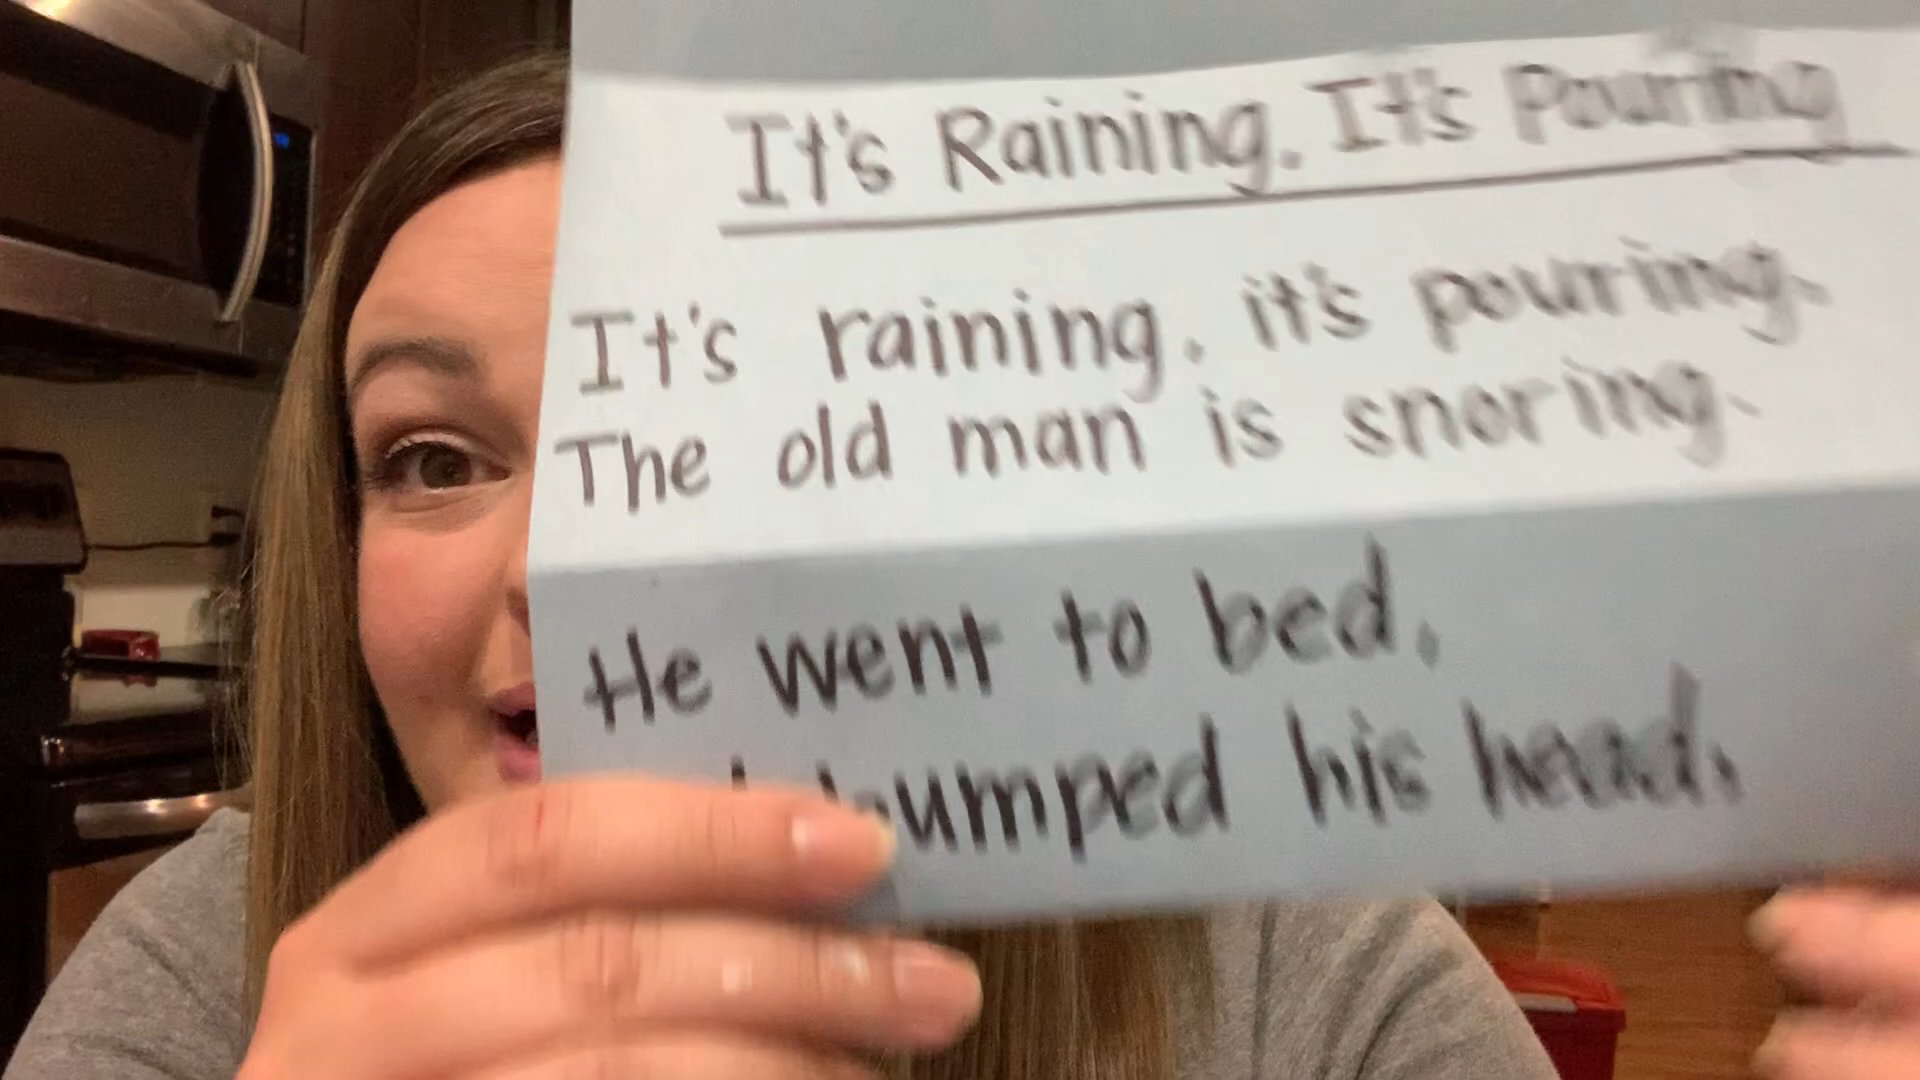 It's Raining. It's Pouring
It's raining. it's pouring.
The old man is snoring.
He went to bed,
bumped his head,